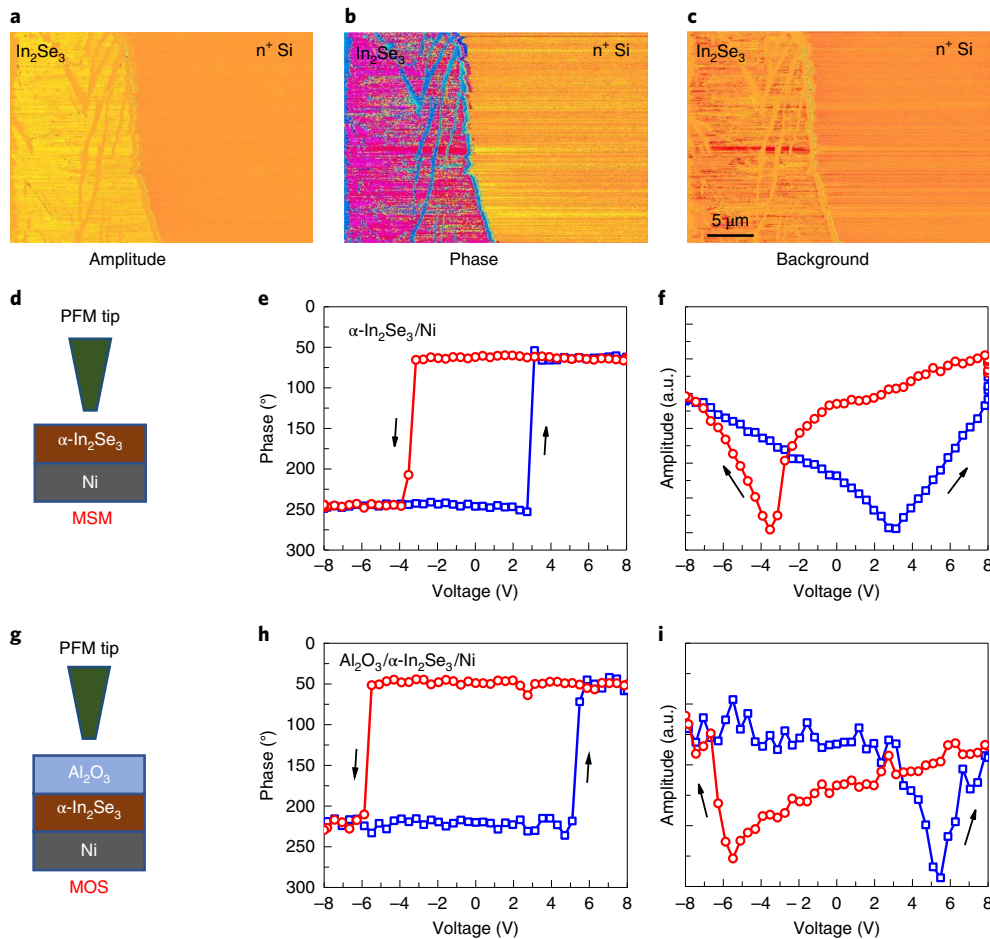 a
In₂Se₃
n⁺ Si
Amplitude
b
In₂Se₃
n⁺ Si
Phase
c
In₂Se₃
n⁺ Si
5 μm
Background
d
PFM tip
α-In₂Se₃
Ni
MSM
e
α-In₂Se₃/Ni
Phase (°)
0
50
100
150
200
250
300
−8 −6 −4 −2 0 2 4 6 8
Voltage (V)
f
Amplitude (a.u.)
−8 −6 −4 −2 0 2 4 6 8
Voltage (V)
g
PFM tip
Al₂O₃
α-In₂Se₃
Ni
MOS
h
Al₂O₃/α-In₂Se₃/Ni
Phase (°)
0
50
100
150
200
250
300
−8 −6 −4 −2 0 2 4 6 8
Voltage (V)
i
Amplitude (a.u.)
−8 −6 −4 − 2 0 2 4 6 8
Voltage (V)